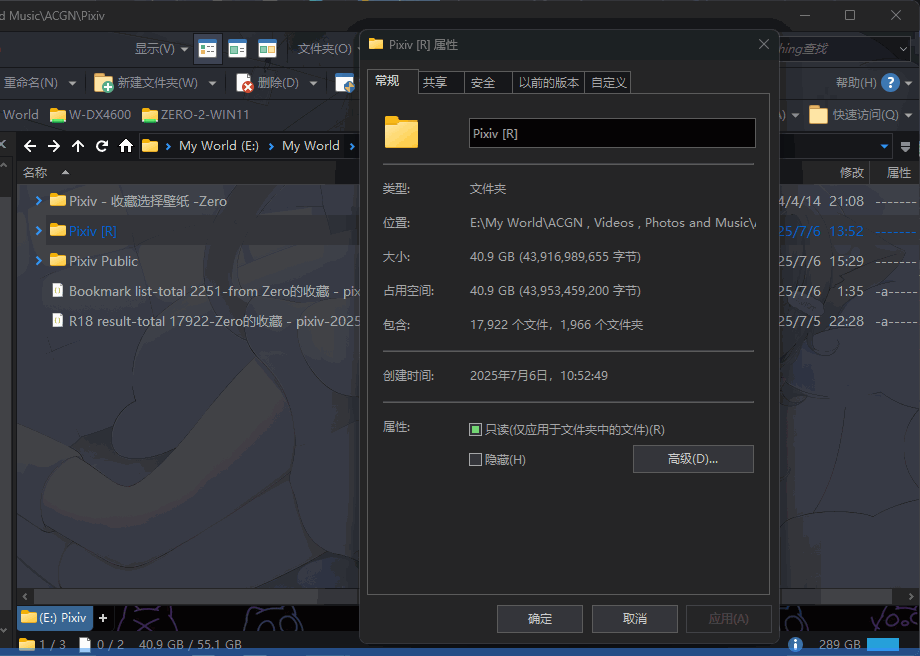 d Music\ACGN\Pixiv
显示(V)
文件夹(O)
hing查找
重命名(N)
新建文件夹(W)
删除(D)
帮助(H)
World
W-DX4600
ZERO-2-WIN11
快速访问(Q)
My World (E:)
My World
名称
修改
属性
Pixiv - 收藏选择壁纸 -Zero
4/4/14 21:08 -------
Pixiv [R]
25/7/6 13:52 -------
Pixiv Public
25/7/6 15:29 -------
Bookmark list-total 2251-from Zero的收藏 - pix
25/7/6 1:35 -a-----
R18 result-total 17922-Zero的收藏 - pixiv-2025
25/7/5 22:28 -a-----
(E:) Pixiv
1 / 3
0 / 2
40.9 GB / 55.1 GB
289 GB
Pixiv [R] 属性
常规
共享
安全
以前的版本
自定义
Pixiv [R]
类型:
文件夹
位置:
E:\My World\ACGN , Videos , Photos and Music\
大小:
40.9 GB (43,916,989,655 字节)
占用空间:
40.9 GB (43,953,459,200 字节)
包含:
17,922 个文件，1,966 个文件夹
创建时间:
2025年7月6日，10:52:49
属性:
只读(仅应用于文件夹中的文件)(R)
隐藏(H)
高级(D)...
确定
取消
应用(A)